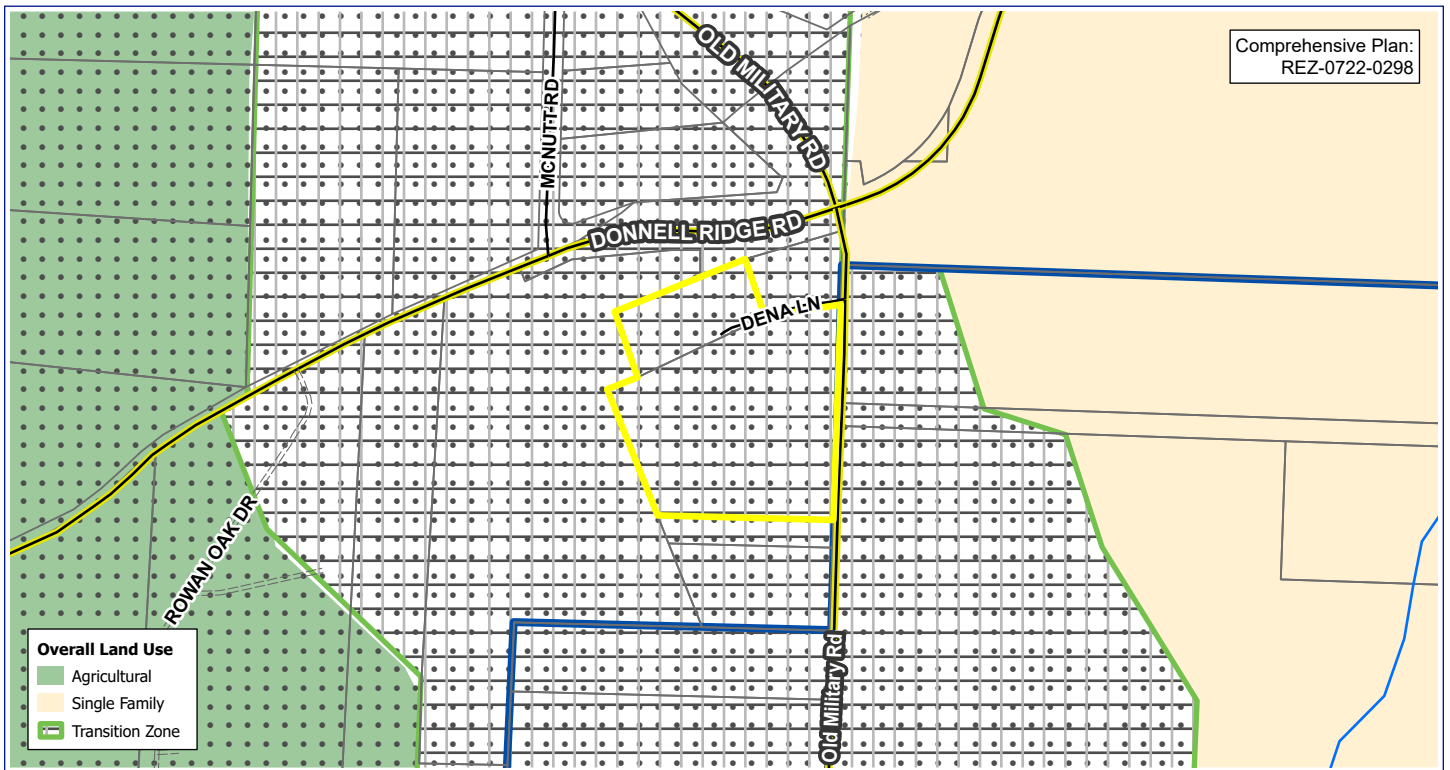 Comprehensive Plan:
REZ-0722-0298
OLD MILITARY RD
MCNUTT RD
DONNELL RIDGE RD
DENA LN
ROWAN OAK DR
Old Military Rd
Overall Land Use
Agricultural
Single Family
Transition Zone